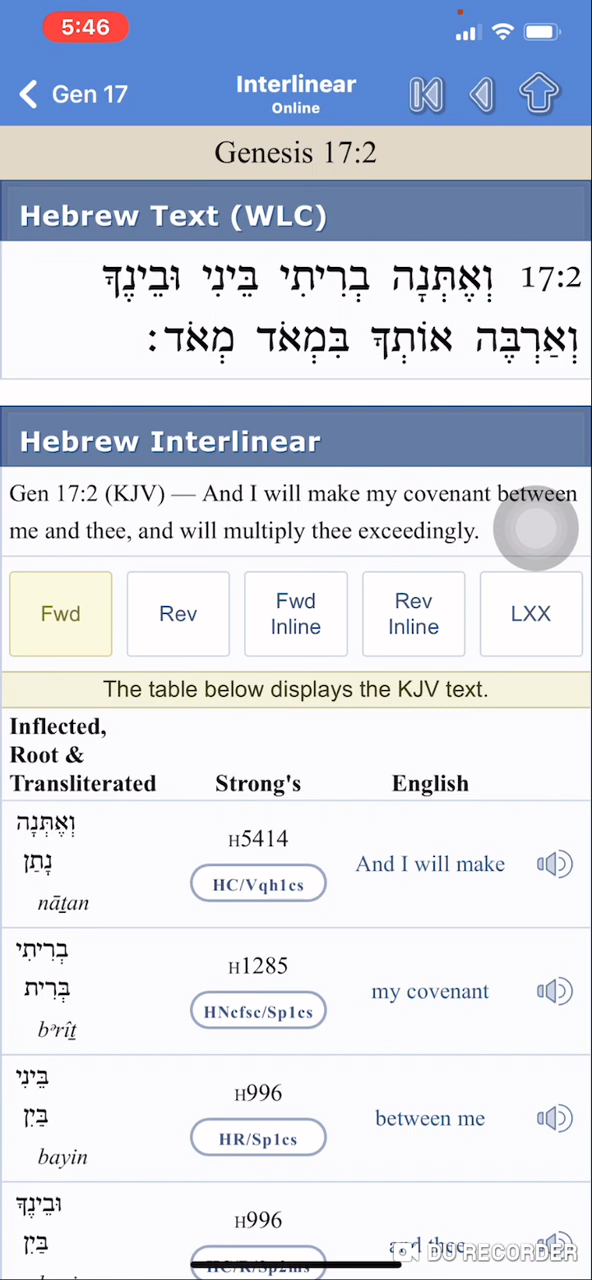 5:46
Gen 17
Interlinear
Online
Genesis 17:2
Hebrew Text (WLC)
17:2 וְאֶתְּנָה בְרִיתִי בֵּינִי וּבֵינֶךָ
וְאַרְבֶּה אוֹתְךָ בִּמְאֹד מְאֹד׃
Hebrew Interlinear
Gen 17:2 (KJV) — And I will make my covenant between
me and thee, and will multiply thee exceedingly.
Fwd
Rev
Fwd
Inline
Rev
Inline
LXX
The table below displays the KJV text.
Inflected,
Root &
Transliterated
Strong's
English
וְאֶתְּנָה
נָתַן
nāṯan
H5414
HC/Vqh1cs
And I will make
בְרִיתִי
בְּרִית
bᵊrîṯ
H1285
HNcfsc/Sp1cs
my covenant
בֵּינִי
בַּיִן
bayin
H996
HR/Sp1cs
between me
וּבֵינֶךָ
בַּיִן
H996
HC/R/Sp2ms
and thee
DU RECORDER